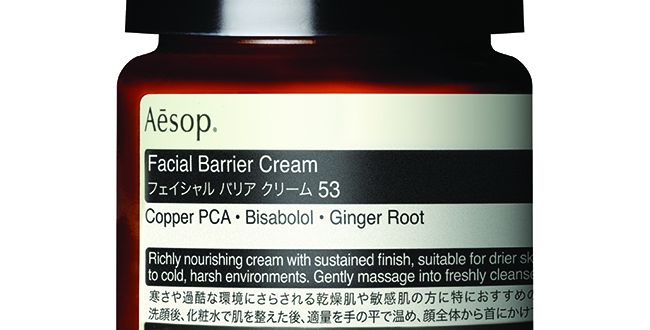 Aēsop.
Facial Barrier Cream
フェイシャル バリア クリーム 53
Copper PCA • Bisabolol • Ginger Root
Richly nourishing cream with sustained finish, suitable for drier
to cold, harsh environments. Gently massage into freshly
寒さや過酷な環境にさらされる乾燥肌や敏感肌の方に特におすすめの
洗顔後、化粧水で肌を整えた後、適量を手の平で温め、顔全体から首にかけ